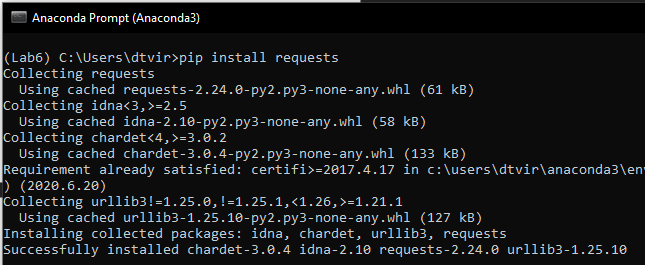 Anaconda Prompt (Anaconda3)
(Lab6) C:\Users\dtvir>pip install requests
Collecting requests
  Using cached requests-2.24.0-py2.py3-none-any.whl (61 kB)
Collecting idna<3,>=2.5
  Using cached idna-2.10-py2.py3-none-any.whl (58 kB)
Collecting chardet<4,>=3.0.2
  Using cached chardet-3.0.4-py2.py3-none-any.whl (133 kB)
Requirement already satisfied: certifi>=2017.4.17 in c:\users\dtvir\anaconda3\env
) (2020.6.20)
Collecting urllib3!=1.25.0,!=1.25.1,<1.26,>=1.21.1
  Using cached urllib3-1.25.10-py2.py3-none-any.whl (127 kB)
Installing collected packages: idna, chardet, urllib3, requests
Successfully installed chardet-3.0.4 idna-2.10 requests-2.24.0 urllib3-1.25.10